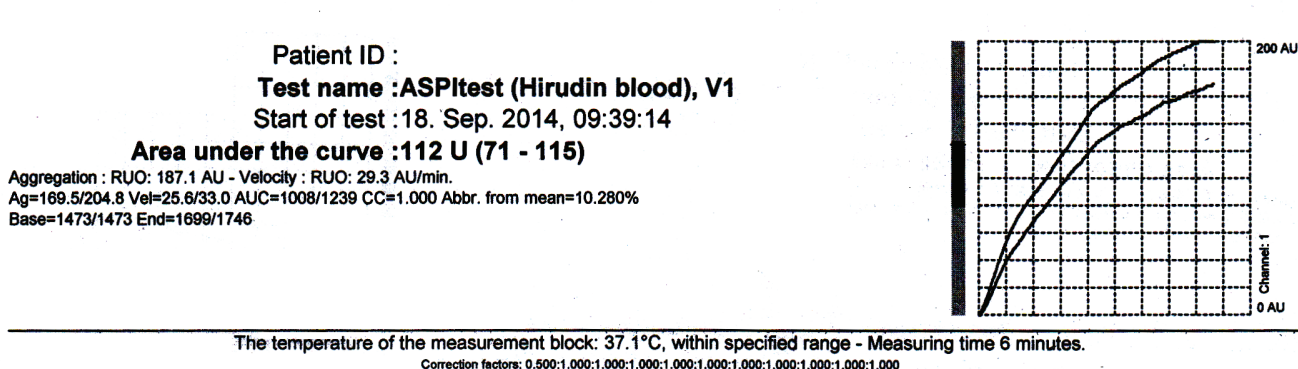 Patient ID :
Test name :ASPItest (Hirudin blood), V1
Start of test :18. Sep. 2014, 09:39:14
Area under the curve :112 U (71 - 115)
Aggregation : RUO: 187.1 AU - Velocity : RUO: 29.3 AU/min.
Ag=169.5/204.8 Vel=25.6/33.0 AUC=1008/1239 CC=1.000 Abbr. from mean=10.280%
Base=1473/1473 End=1699/1746
200 AU
Channel: 1
0 AU
The temperature of the measurement block: 37.1°C, within specified range - Measuring time 6 minutes.
Correction factors: 0.500:1.000:1.000:1.000:1.000:1.000:1.000:1.000:1.000:1.000:1.000